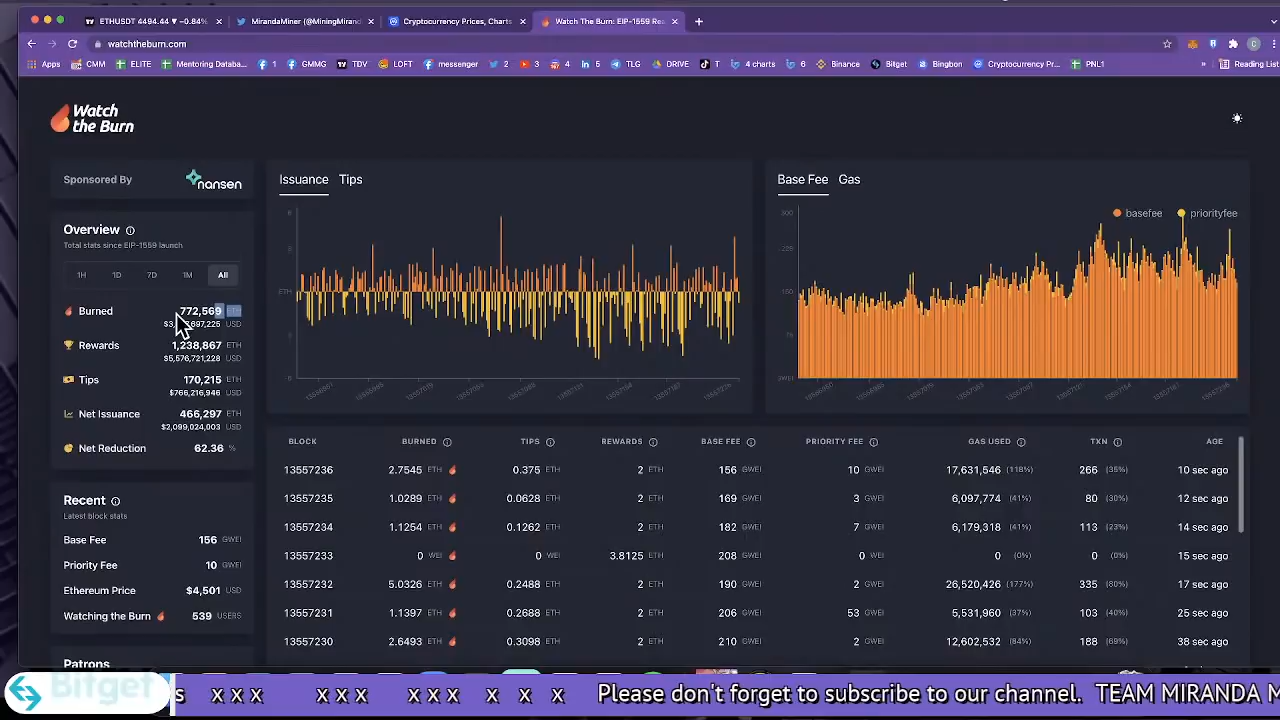 ETHUSDT 4494.44 ▼ −0.84%
MirandaMiner (@MiningMirand
Cryptocurrency Prices, Charts
Watch The Burn: EIP-1559 Rea
watchtheburn.com
Apps
CMM
ELITE
Mentoring Databa...
1
GMMG
TDV
LOFT
messenger
2
3
4
5
TLG
DRIVE
T
4 charts
6
Binance
Bitget
Bingbon
Cryptocurrency Pr...
PNL1
Reading List
Watch
the Burn
Sponsored By
nansen
Overview
Total stats since EIP-1559 launch
1H 1D 7D 1M All
Burned 772,569 ETH
697,225 USD
Rewards 1,238,867 ETH
$5,576,721,228 USD
Tips 170,215 ETH
$766,216,946 USD
Net Issuance 466,297 ETH
$2,099,024,003 USD
Net Reduction 62.36 %
Recent
Latest block stats
Base Fee 156 GWEI
Priority Fee 10 GWEI
Ethereum Price $4,501 USD
Watching the Burn 539 USERS
Patrons
Issuance Tips
ETH
Base Fee Gas
basefee priorityfee
300
225
150
75
GWEI
BLOCK BURNED TIPS REWARDS BASE FEE PRIORITY FEE GAS USED TXN AGE
13557236 2.7545 ETH 0.375 ETH 2 ETH 156 GWEI 10 GWEI 17,631,546 (118%) 266 (35%) 10 sec ago
13557235 1.0289 ETH 0.0628 ETH 2 ETH 169 GWEI 3 GWEI 6,097,774 (41%) 80 (30%) 12 sec ago
13557234 1.1254 ETH 0.1262 ETH 2 ETH 182 GWEI 7 GWEI 6,179,318 (41%) 113 (23%) 14 sec ago
13557233 0 WEI 0 WEI 3.8125 ETH 208 GWEI 0 WEI 0 (0%) 0 (0%) 15 sec ago
13557232 5.0326 ETH 0.2488 ETH 2 ETH 190 GWEI 2 GWEI 26,520,426 (177%) 335 (80%) 17 sec ago
13557231 1.1397 ETH 0.2688 ETH 2 ETH 206 GWEI 53 GWEI 5,531,960 (37%) 103 (40%) 25 sec ago
13557230 2.6493 ETH 0.3098 ETH 2 ETH 210 GWEI 2 GWEI 12,602,532 (84%) 188 (69%) 38 sec ago
Bitget
s x x x x x x x x x x x x Please don't forget to subscribe to our channel. TEAM MIRANDA M